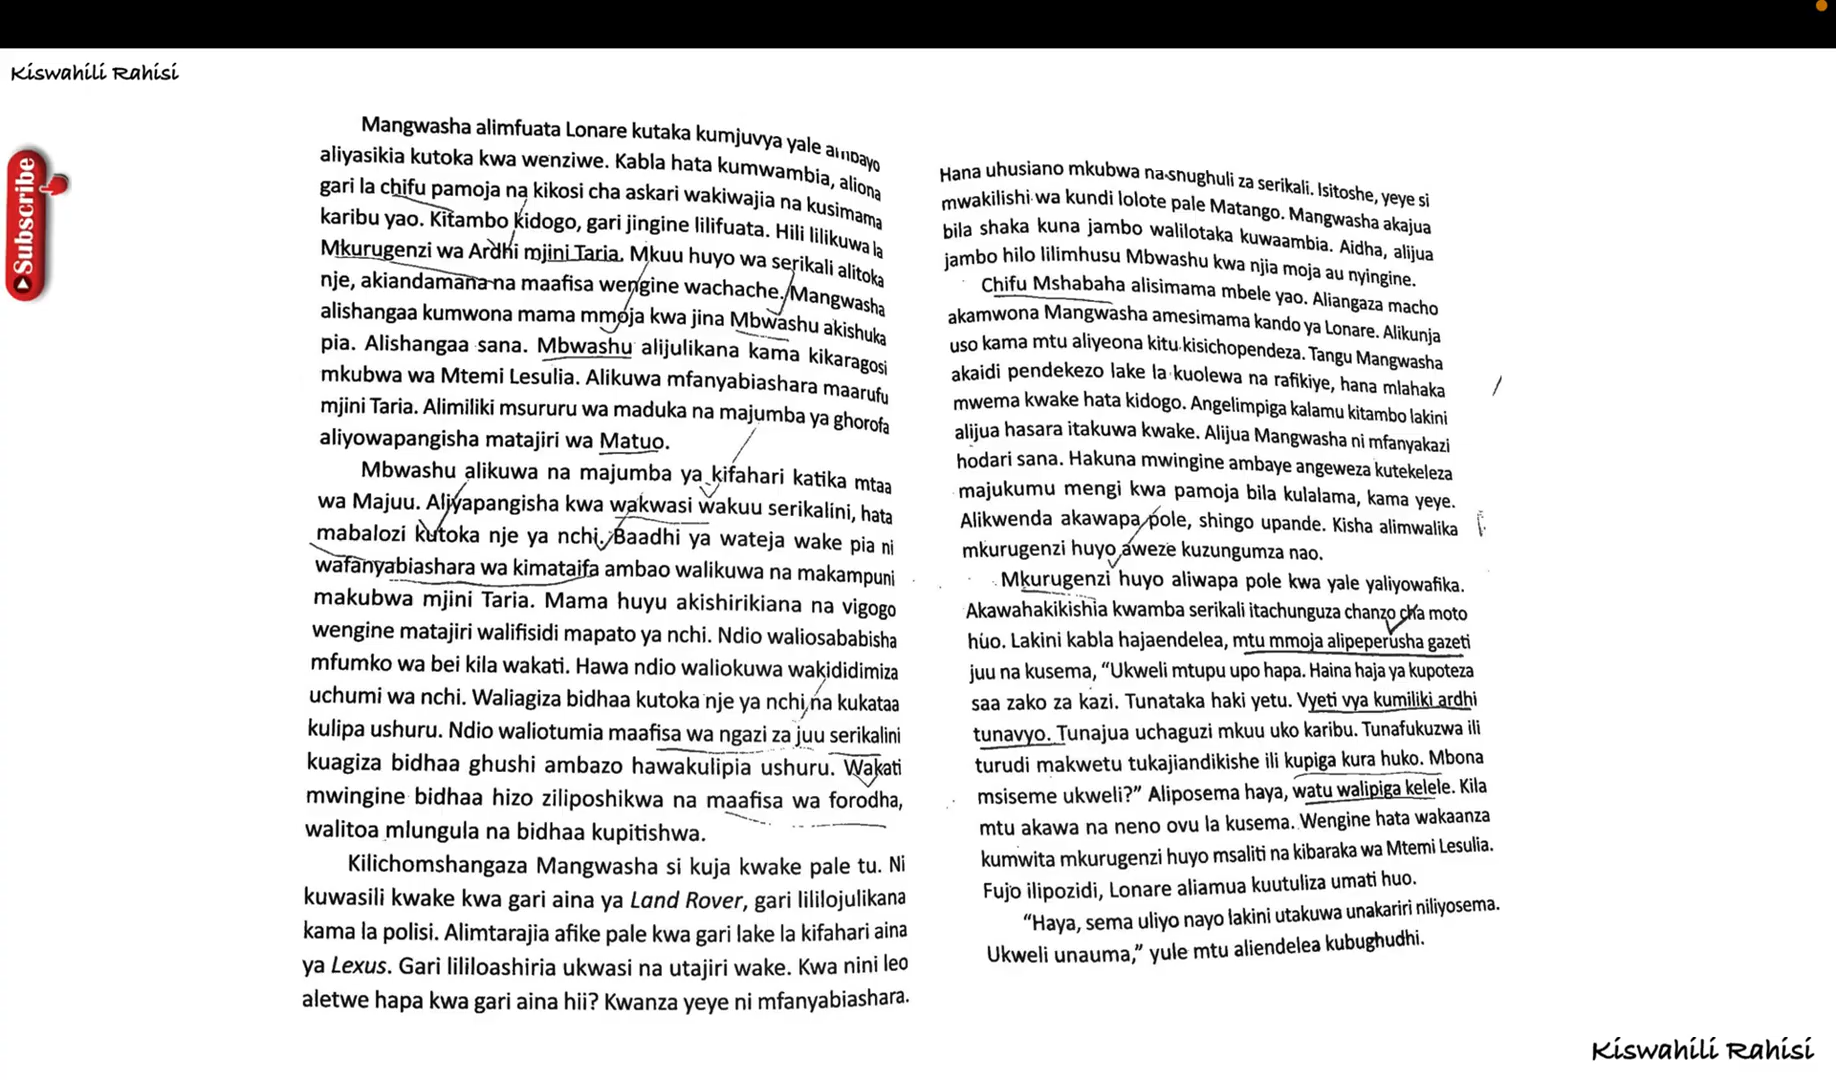 Kiswahili Rahisi
Subscribe
Mangwasha alimfuata Lonare kutaka kumjuvya yale ambayo
aliyasikia kutoka kwa wenziwe. Kabla hata kumwambia, aliona
gari la chifu pamoja na kikosi cha askari wakiwajia na kusimama
karibu yao. Kitambo kidogo, gari jingine lilifuata. Hili lilikuwa la
Mkurugenzi wa Ardhi mjini Taria. Mkuu huyo wa serikali alitoka
nje, akiandamana na maafisa wengine wachache. Mangwasha
alishangaa kumwona mama mmoja kwa jina Mbwashu akishuka
pia. Alishangaa sana. Mbwashu alijulikana kama kikaragosi
mkubwa wa Mtemi Lesulia. Alikuwa mfanyabiashara maarufu
mjini Taria. Alimiliki msururu wa maduka na majumba ya ghorofa
aliyowapangisha matajiri wa Matuo.
Mbwashu alikuwa na majumba ya kifahari katika mtaa
wa Majuu. Aliyapangisha kwa wakwasi wakuu serikalini, hata
mabalozi kutoka nje ya nchi. Baadhi ya wateja wake pia ni
wafanyabiashara wa kimataifa ambao walikuwa na makampuni
makubwa mjini Taria. Mama huyu akishirikiana na vigogo
wengine matajiri walifisidi mapato ya nchi. Ndio waliosababisha
mfumko wa bei kila wakati. Hawa ndio waliokuwa wakididimiza
uchumi wa nchi. Waliagiza bidhaa kutoka nje ya nchi na kukataa
kulipa ushuru. Ndio waliotumia maafisa wa ngazi za juu serikalini
kuagiza bidhaa ghushi ambazo hawakulipia ushuru. Wakati
mwingine bidhaa hizo ziliposhikwa na maafisa wa forodha,
walitoa mlungula na bidhaa kupitishwa.
Kilichomshangaza Mangwasha si kuja kwake pale tu. Ni
kuwasili kwake kwa gari aina ya Land Rover, gari lililojulikana
kama la polisi. Alimtarajia afike pale kwa gari lake la kifahari aina
ya Lexus. Gari lililoashiria ukwasi na utajiri wake. Kwa nini leo
aletwe hapa kwa gari aina hii? Kwanza yeye ni mfanyabiashara.
Hana uhusiano mkubwa na snughuli za serikali. Isitoshe, yeye si
mwakilishi wa kundi lolote pale Matango. Mangwasha akajua
bila shaka kuna jambo walilotaka kuwaambia. Aidha, alijua
jambo hilo lilimhusu Mbwashu kwa njia moja au nyingine.
Chifu Mshabaha alisimama mbele yao. Aliangaza macho
akamwona Mangwasha amesimama kando ya Lonare. Alikunja
uso kama mtu aliyeona kitu kisichopendeza. Tangu Mangwasha
akaidi pendekezo lake la kuolewa na rafikiye, hana mlahaka
mwema kwake hata kidogo. Angelimpiga kalamu kitambo lakini
alijua hasara itakuwa kwake. Alijua Mangwasha ni mfanyakazi
hodari sana. Hakuna mwingine ambaye angeweza kutekeleza
majukumu mengi kwa pamoja bila kulalama, kama yeye.
Alikwenda akawapa pole, shingo upande. Kisha alimwalika
mkurugenzi huyo aweze kuzungumza nao.
Mkurugenzi huyo aliwapa pole kwa yale yaliyowafika.
Akawahakikishia kwamba serikali itachunguza chanzo cha moto
huo. Lakini kabla hajaendelea, mtu mmoja alipeperusha gazeti
juu na kusema, “Ukweli mtupu upo hapa. Haina haja ya kupoteza
saa zako za kazi. Tunataka haki yetu. Vyeti vya kumiliki ardhi
tunavyo. Tunajua uchaguzi mkuu uko karibu. Tunafukuzwa ili
turudi makwetu tukajiandikishe ili kupiga kura huko. Mbona
msiseme ukweli?” Aliposema haya, watu walipiga kelele. Kila
mtu akawa na neno ovu la kusema. Wengine hata wakaanza
kumwita mkurugenzi huyo msaliti na kibaraka wa Mtemi Lesulia.
Fujo ilipozidi, Lonare aliamua kuutuliza umati huo.
“Haya, sema uliyo nayo lakini utakuwa unakariri niliyosema.
Ukweli unauma,” yule mtu aliendelea kubughudhi.
Kiswahili Rahisi